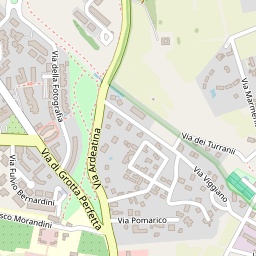 Via della Fotografia
Via Ardeatina
Via dei Turranii
Via Viggiano
Via di Grotta Perfetta
Via Fulvio
Bernardini
sco Morandini
Via Pomarico
Via Marmeni